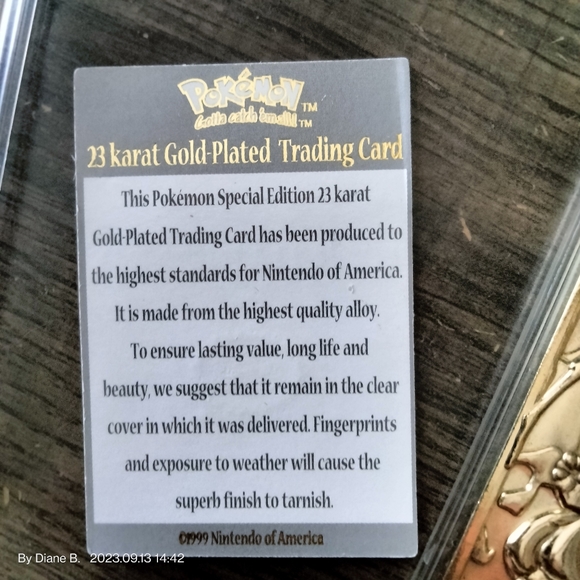 POKéMON TM
Gotta catch 'em all! TM
23 karat Gold-Plated Trading Card
This Pokémon Special Edition 23 karat
Gold-Plated Trading Card has been produced to
the highest standards for Nintendo of America.
It is made from the highest quality alloy.
To ensure lasting value, long life and
beauty, we suggest that it remain in the clear
cover in which it was delivered. Fingerprints
and exposure to weather will cause the
superb finish to tarnish.
©1999 Nintendo of America
By Diane B. 2023.09.13 14:42